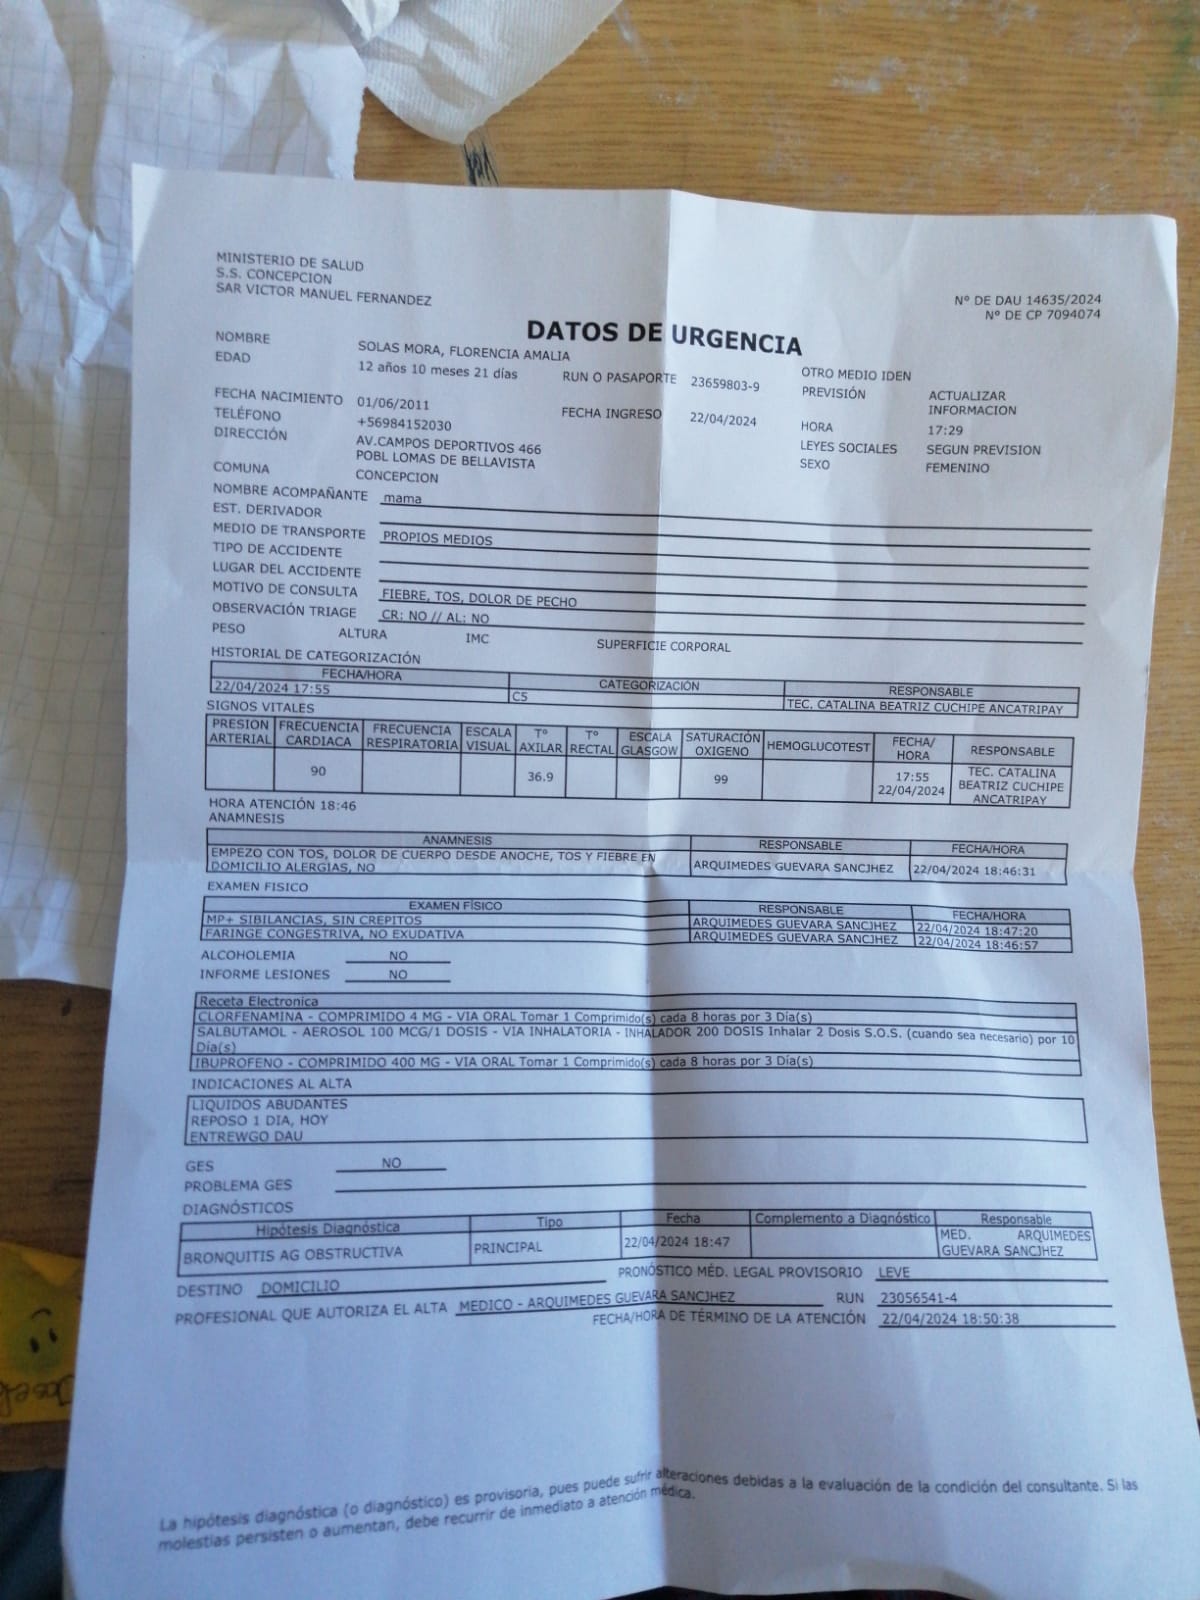 MINISTERIO DE SALUD
S.S. CONCEPCION
SAR VICTOR MANUEL FERNANDEZ
Nº DE DAU 14635/2024
Nº DE CP 7094074
DATOS DE URGENCIA
NOMBRE SOLAS MORA, FLORENCIA AMALIA
EDAD 12 años 10 meses 21 días RUN O PASAPORTE 23659803-9 OTRO MEDIO IDEN
PREVISIÓN ACTUALIZAR INFORMACION
FECHA NACIMIENTO 01/06/2011 FECHA INGRESO 22/04/2024 HORA 17:29
TELÉFONO +56984152030 LEYES SOCIALES SEGUN PREVISION
DIRECCIÓN AV.CAMPOS DEPORTIVOS 466 SEXO FEMENINO
POBL LOMAS DE BELLAVISTA
COMUNA CONCEPCION
NOMBRE ACOMPAÑANTE mama
EST. DERIVADOR
MEDIO DE TRANSPORTE PROPIOS MEDIOS
TIPO DE ACCIDENTE
LUGAR DEL ACCIDENTE
MOTIVO DE CONSULTA FIEBRE, TOS, DOLOR DE PECHO
OBSERVACIÓN TRIAGE CR: NO // AL: NO
PESO ALTURA IMC SUPERFICIE CORPORAL
HISTORIAL DE CATEGORIZACIÓN
FECHA/HORA CATEGORIZACIÓN RESPONSABLE
22/04/2024 17:55 C5 TEC. CATALINA BEATRIZ CUCHIPE ANCATRIPAY
SIGNOS VITALES
PRESION ARTERIAL FRECUENCIA CARDIACA FRECUENCIA RESPIRATORIA ESCALA VISUAL Tº AXILAR Tº RECTAL ESCALA GLASGOW SATURACIÓN OXIGENO HEMOGLUCOTEST FECHA/ HORA RESPONSABLE
90 36.9 99 17:55 22/04/2024 TEC. CATALINA BEATRIZ CUCHIPE ANCATRIPAY
HORA ATENCIÓN 18:46
ANAMNESIS
ANAMNESIS RESPONSABLE FECHA/HORA
EMPEZO CON TOS, DOLOR DE CUERPO DESDE ANOCHE, TOS Y FIEBRE EN
DOMICILIO ALERGIAS, NO ARQUIMEDES GUEVARA SANCJHEZ 22/04/2024 18:46:31
EXAMEN FISICO
EXAMEN FÍSICO RESPONSABLE FECHA/HORA
MP+ SIBILANCIAS, SIN CREPITOS ARQUIMEDES GUEVARA SANCJHEZ 22/04/2024 18:47:20
FARINGE CONGESTRIVA, NO EXUDATIVA ARQUIMEDES GUEVARA SANCJHEZ 22/04/2024 18:46:57
ALCOHOLEMIA NO
INFORME LESIONES NO
Receta Electronica
CLORFENAMINA - COMPRIMIDO 4 MG - VIA ORAL Tomar 1 Comprimido(s) cada 8 horas por 3 Día(s)
SALBUTAMOL - AEROSOL 100 MCG/1 DOSIS - VIA INHALATORIA - INHALADOR 200 DOSIS Inhalar 2 Dosis S.O.S. (cuando sea necesario) por 10
Día(s)
IBUPROFENO - COMPRIMIDO 400 MG - VIA ORAL Tomar 1 Comprimido(s) cada 8 horas por 3 Día(s)
INDICACIONES AL ALTA
LIQUIDOS ABUDANTES
REPOSO 1 DIA, HOY
ENTREWGO DAU
GES NO
PROBLEMA GES
DIAGNÓSTICOS
Hipótesis Diagnóstica Tipo Fecha Complemento a Diagnóstico Responsable
BRONQUITIS AG OBSTRUCTIVA PRINCIPAL 22/04/2024 18:47 MED. ARQUIMEDES GUEVARA SANCJHEZ
DESTINO DOMICILIO PRONÓSTICO MÉD. LEGAL PROVISORIO LEVE
PROFESIONAL QUE AUTORIZA EL ALTA MEDICO - ARQUIMEDES GUEVARA SANCJHEZ RUN 23056541-4
FECHA/HORA DE TÉRMINO DE LA ATENCIÓN 22/04/2024 18:50:38
La hipótesis diagnóstica (o diagnóstico) es provisoria, pues puede sufrir alteraciones debidas a la evaluación de la condición del consultante. Si las
molestias persisten o aumentan, debe recurrir de inmediato a atención médica.